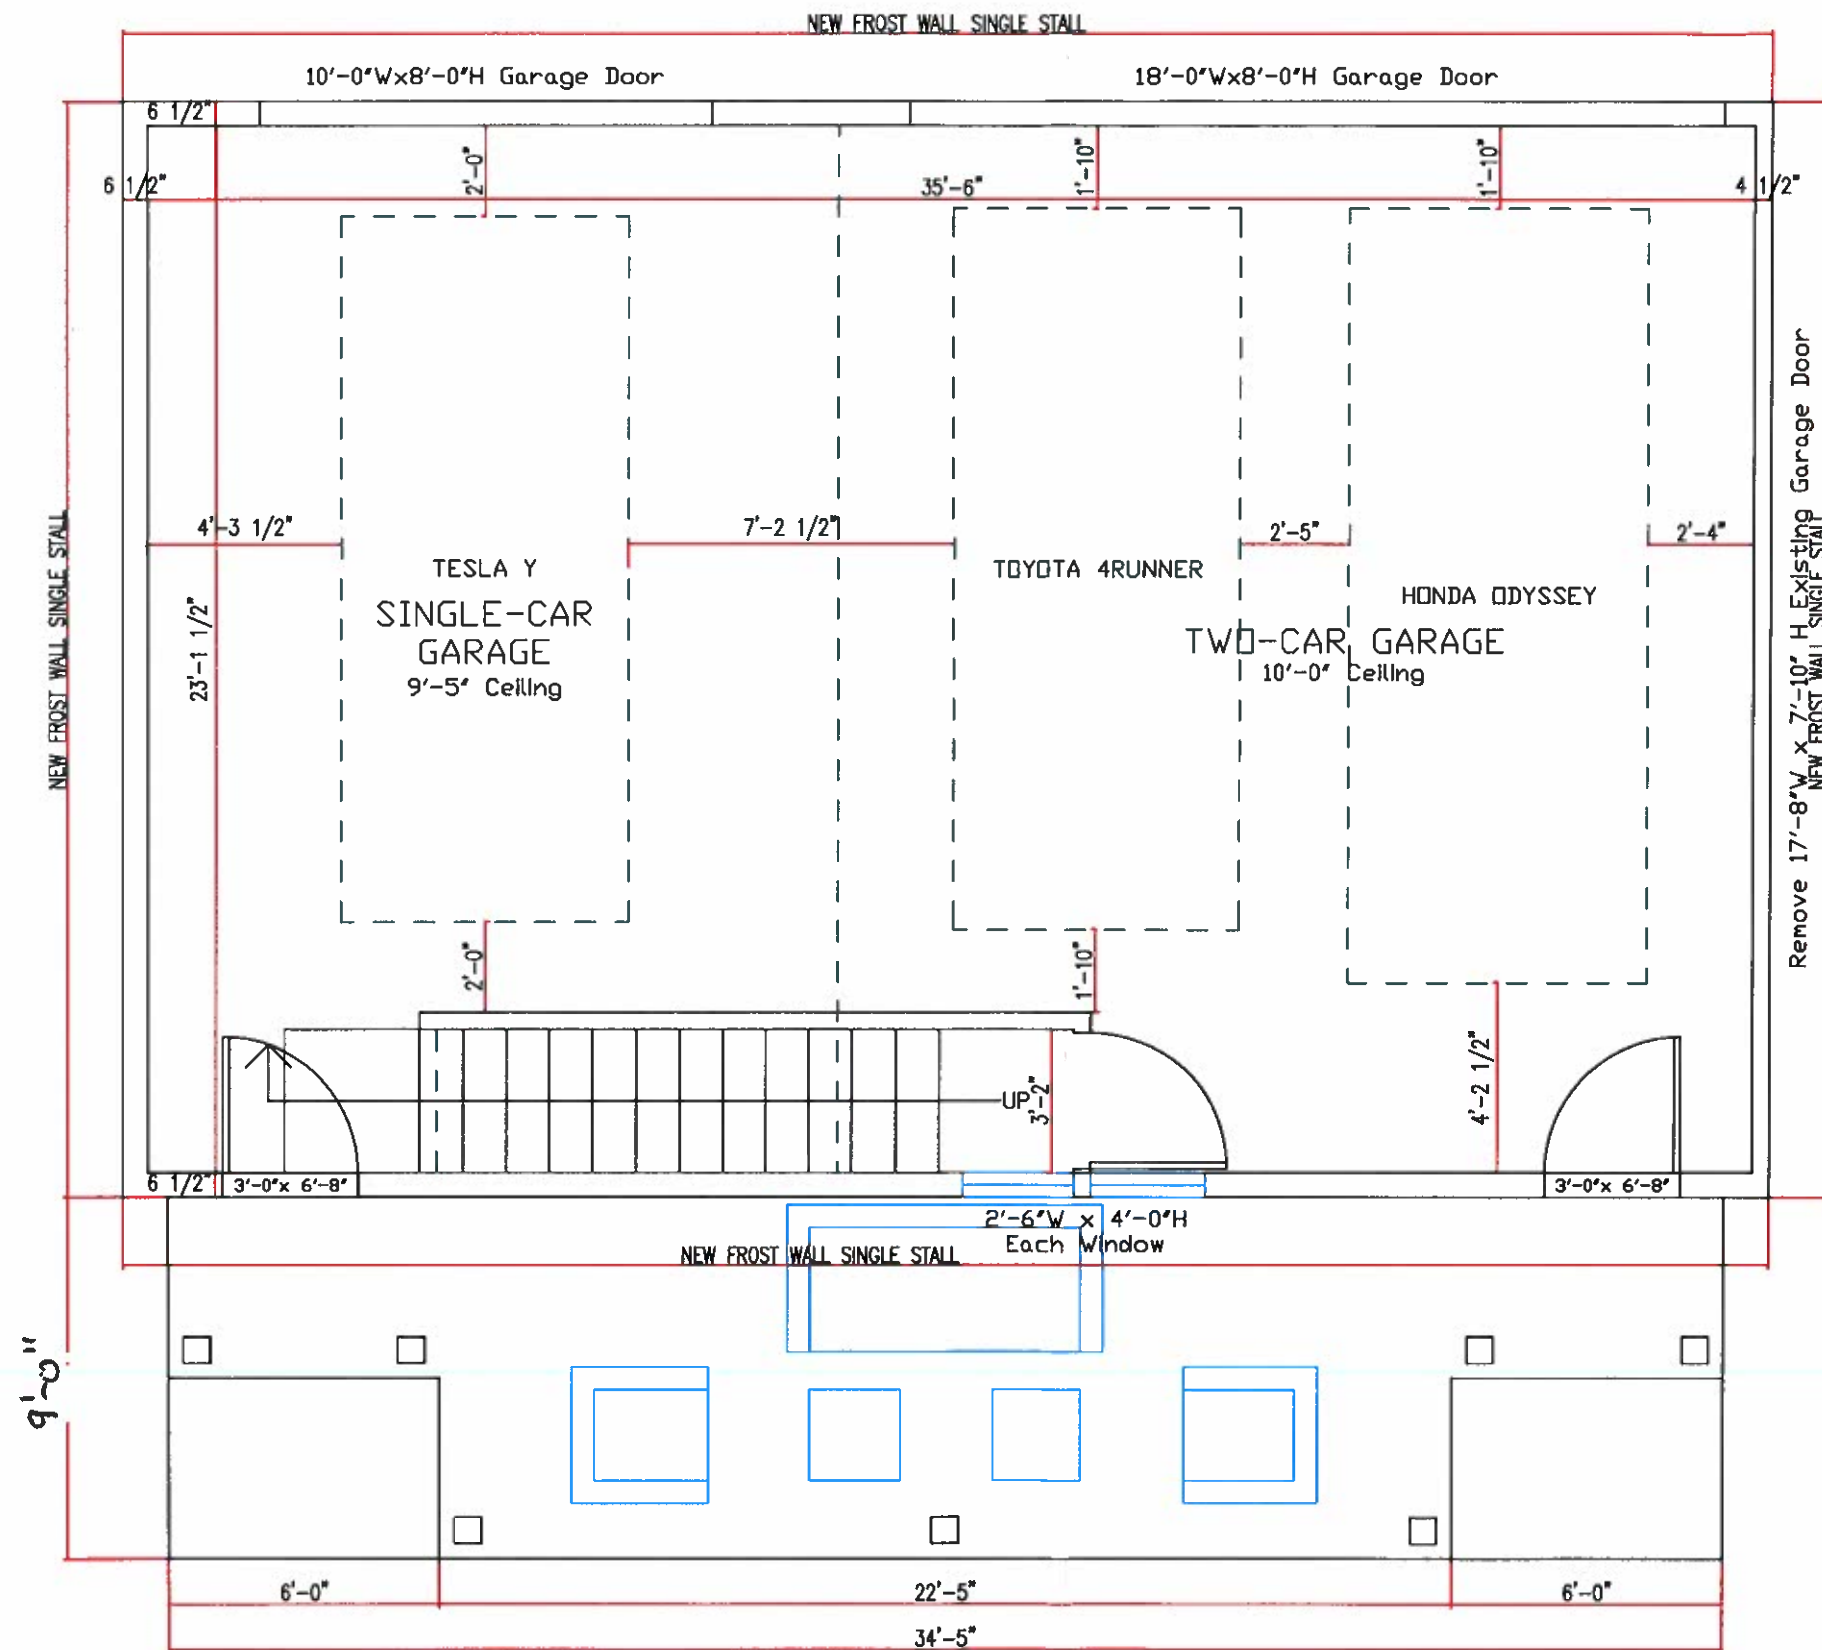 NEW FROST WALL SINGLE STALL
10'-0"Wx8'-0"H Garage Door
18'-0"Wx8'-0"H Garage Door
6 1/2"
6 1/2"
2'-0"
35'-6"
1'-10"
1'-10"
4 1/2"
NEW FROST WALL SINGLE STALL
4'-3 1/2"
7'-2 1/2"
2'-5"
2'-4"
Remove 17'-8"W x 7'-10" H Existing Garage Door
NEW FROST WALL SINGLE STALL
23'-1 1/2"
TESLA Y
SINGLE-CAR
GARAGE
9'-5" Ceiling
TOYOTA 4RUNNER
HONDA ODYSSEY
TWO-CAR GARAGE
10'-0" Ceiling
2'-0"
1'-10"
4'-2 1/2"
UP
3'-2"
6 1/2"
3'-0"x 6'-8"
3'-0"x 6'-8"
2'-6"W x 4'-0"H
Each Window
NEW FROST WALL SINGLE STALL
9'-0"
6'-0"
22'-5"
6'-0"
34'-5"